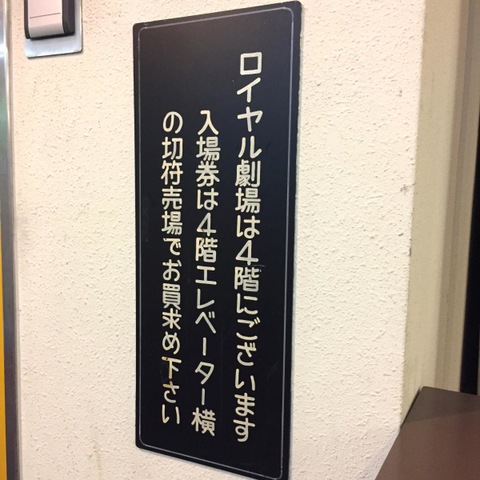 ロイヤル劇場は4階にございます
入場券は4階エレベーター横
の切符売場でお買求め下さい